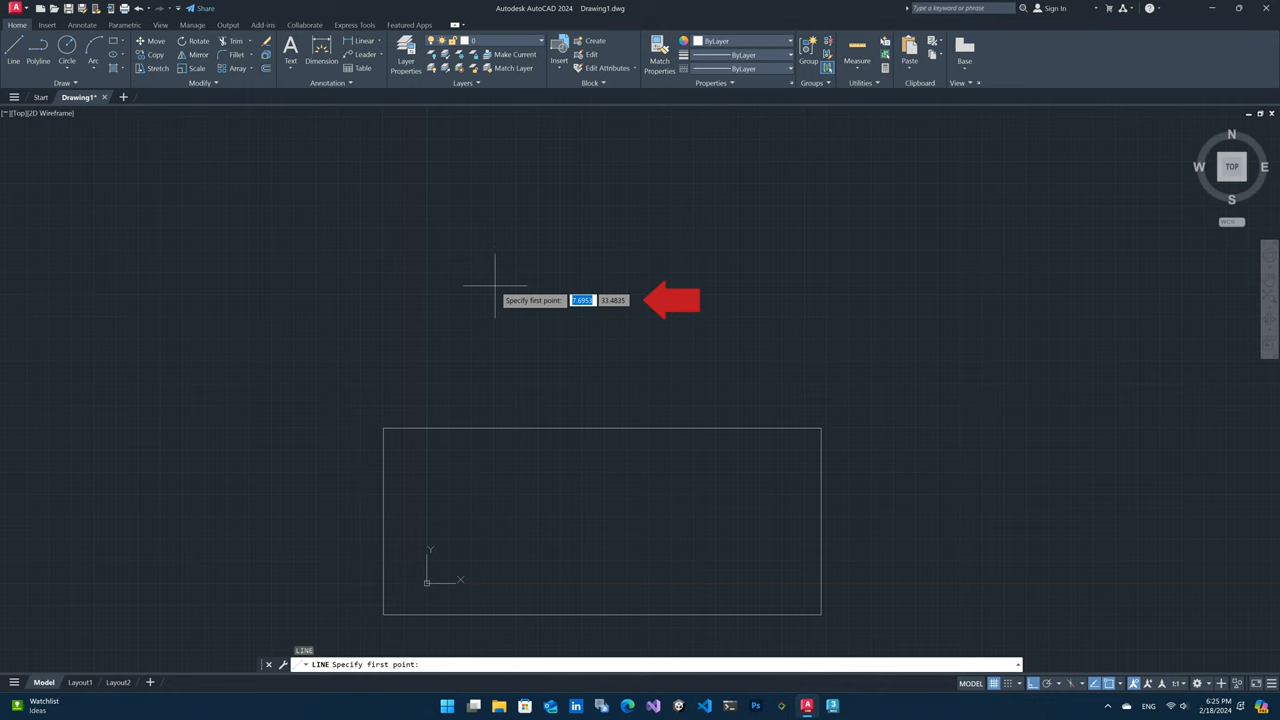 Share
Autodesk AutoCAD 2024 Drawing1.dwg
Type a keyword or phrase
Sign In
Home Insert Annotate Parametric View Manage Output Add-ins Collaborate Express Tools Featured Apps
Line
Polyline
Circle
Arc
Move
Copy
Stretch
Rotate
Mirror
Scale
Trim
Fillet
Array
Text
Dimension
Linear
Leader
Table
Layer
Properties
0
Make Current
Match Layer
Insert
Create
Edit
Edit Attributes
Match
Properties
ByLayer
ByLayer
ByLayer
Group
Measure
Paste
Base
Draw Modify Annotation Layers Block Properties Groups Utilities Clipboard View
Start Drawing1*
[−][Top][2D Wireframe]
N
W TOP E
S
WCS
Specify first point: 7.6953 33.4835
Y
X
LINE
LINE Specify first point:
Model Layout1 Layout2
MODEL 1:1
Watchlist
Ideas
ENG
6:25 PM
2/18/2024